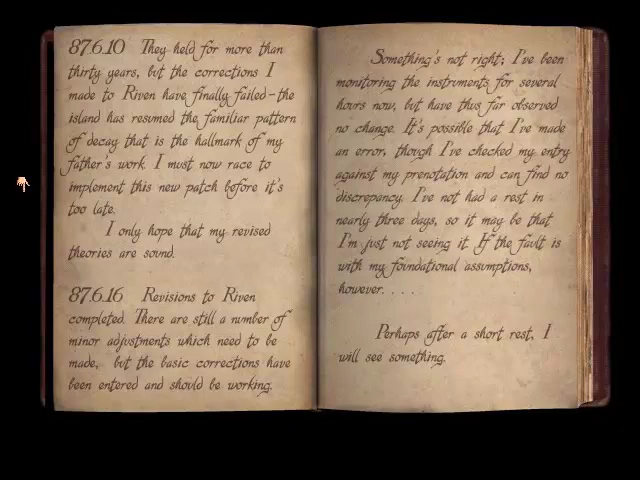 87.6.10 They held for more than
thirty years, but the corrections I
made to Riven have finally failed-the
island has resumed the familiar pattern
of decay that is the hallmark of my
father's work. I must now race to
implement this new patch before it's
too late.
I only hope that my revised
theories are sound.
87.6.16 Revisions to Riven
completed. There are still a number of
minor adjustments which need to be
made, but the basic corrections have
been entered and should be working.
Something's not right; I've been
monitoring the instruments for several
hours now, but have thus far observed
no change. It's possible that I've made
an error, though I've checked my entry
against my prenotation and can find no
discrepancy. I've not had a rest in
nearly three days, so it may be that
I'm just not seeing it. If the fault is
with my foundational assumptions,
however. . . .
Perhaps after a short rest, I
will see something.